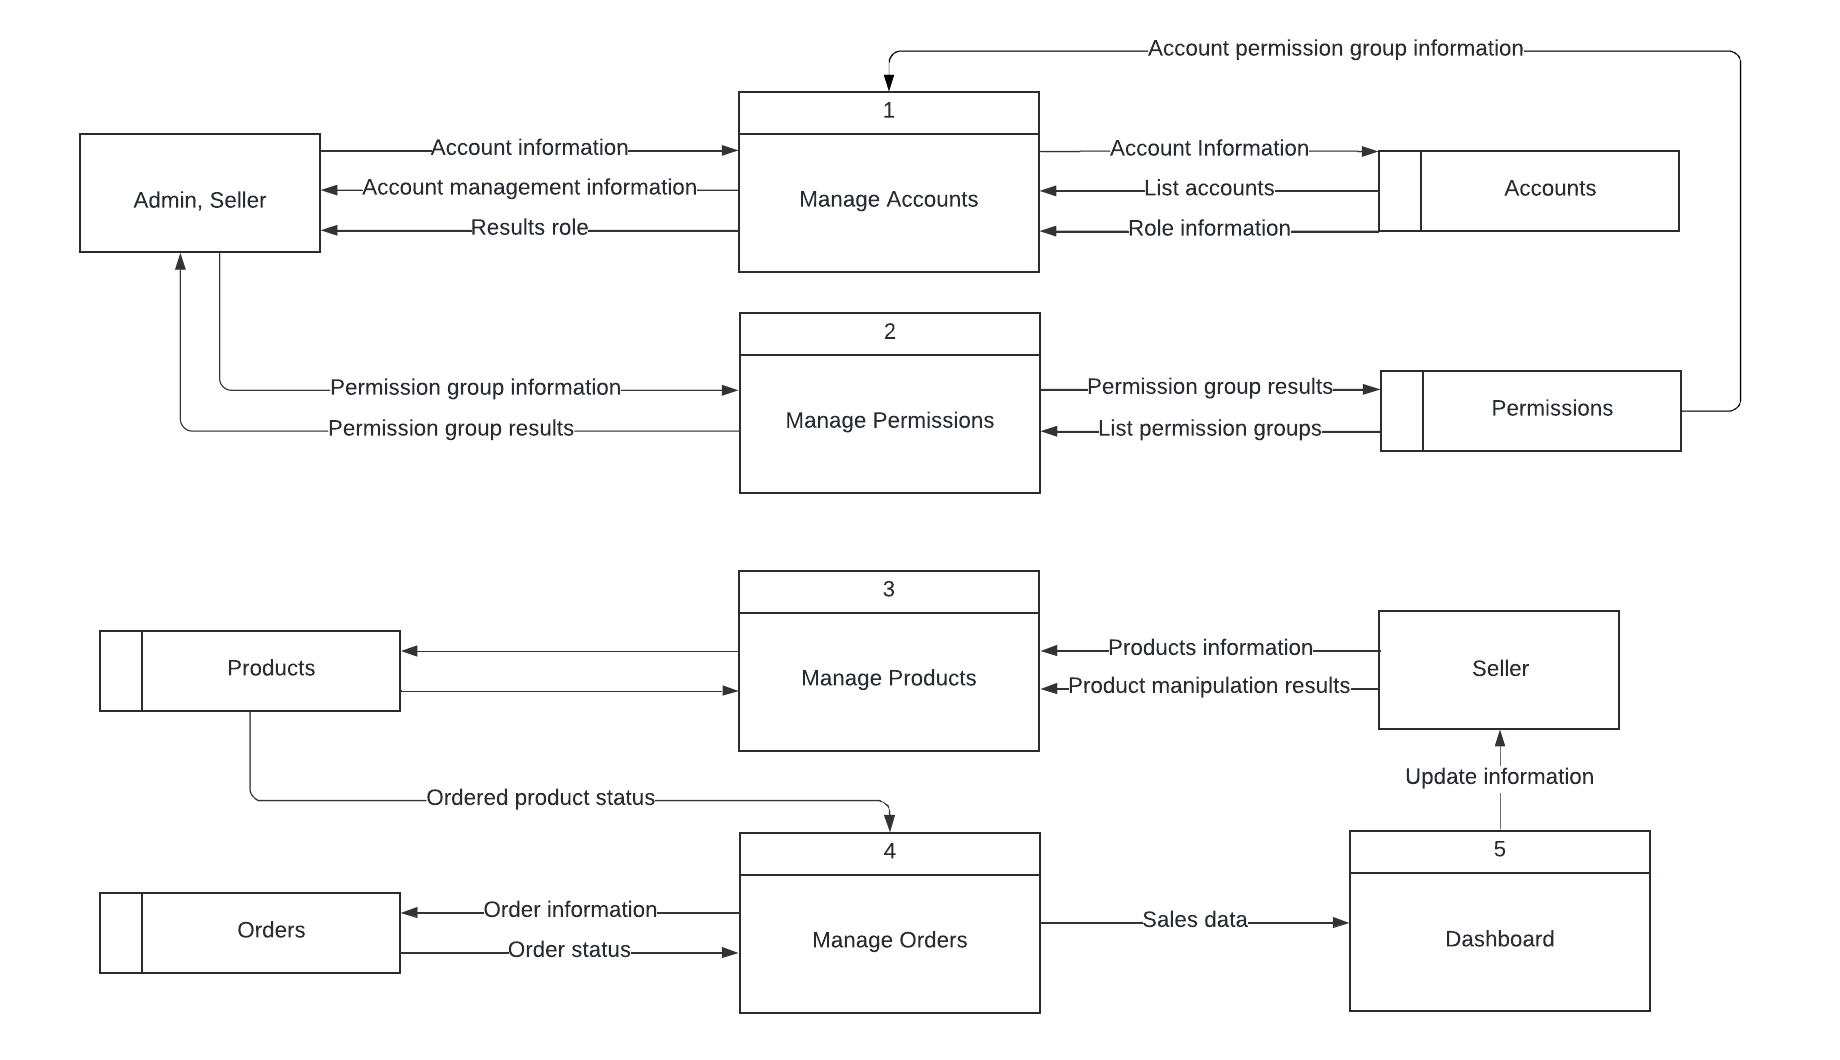 Account permission group information
1
Account information
Account Information
Account management information
List accounts
Accounts
Admin, Seller
Manage Accounts
Results role
Role information
2
Permission group information
Permission group results
Permissions
Manage Permissions
Permission group results
List permission groups
3
Products information
Products
Seller
Manage Products
Product manipulation results
Update information
Ordered product status
4
5
Order information
Sales data
Orders
Manage Orders
Dashboard
Order status